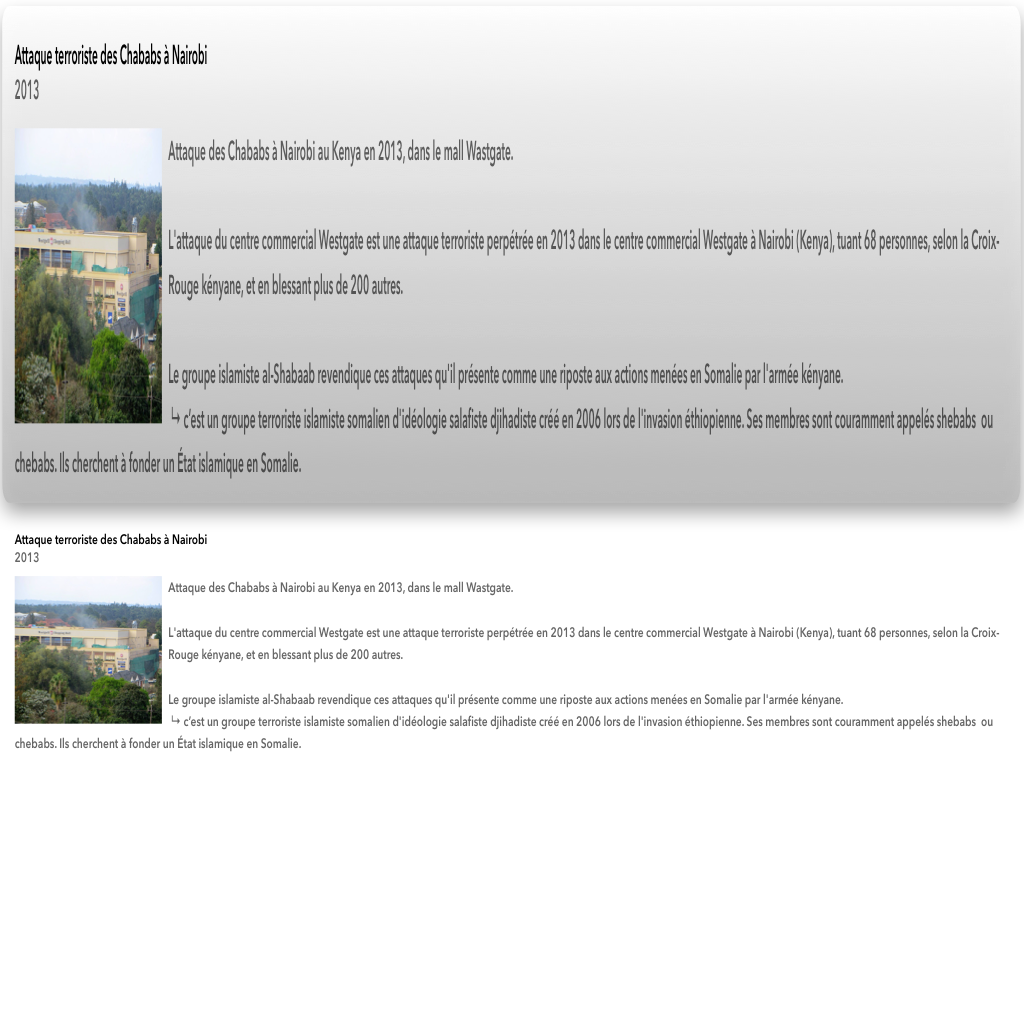 Attaque terroriste des Chababs à Nairobi
2013
Attaque des Chababs à Nairobi au Kenya en 2013, dans le mall Wastgate.
L'attaque du centre commercial Westgate est une attaque terroriste perpétrée en 2013 dans le centre commercial Westgate à Nairobi (Kenya), tuant 68 personnes, selon la Croix-
Rouge kényane, et en blessant plus de 200 autres.
Le groupe islamiste al-Shabaab revendique ces attaques qu'il présente comme une riposte aux actions menées en Somalie par l'armée kényane.
↳ c’est un groupe terroriste islamiste somalien d'idéologie salafiste djihadiste créé en 2006 lors de l'invasion éthiopienne. Ses membres sont couramment appelés shebabs ou
chebabs. Ils cherchent à fonder un État islamique en Somalie.
Attaque terroriste des Chababs à Nairobi
2013
Attaque des Chababs à Nairobi au Kenya en 2013, dans le mall Wastgate.
L'attaque du centre commercial Westgate est une attaque terroriste perpétrée en 2013 dans le centre commercial Westgate à Nairobi (Kenya), tuant 68 personnes, selon la Croix-
Rouge kényane, et en blessant plus de 200 autres.
Le groupe islamiste al-Shabaab revendique ces attaques qu'il présente comme une riposte aux actions menées en Somalie par l'armée kényane.
↳ c’est un groupe terroriste islamiste somalien d'idéologie salafiste djihadiste créé en 2006 lors de l'invasion éthiopienne. Ses membres sont couramment appelés shebabs ou
chebabs. Ils cherchent à fonder un État islamique en Somalie.